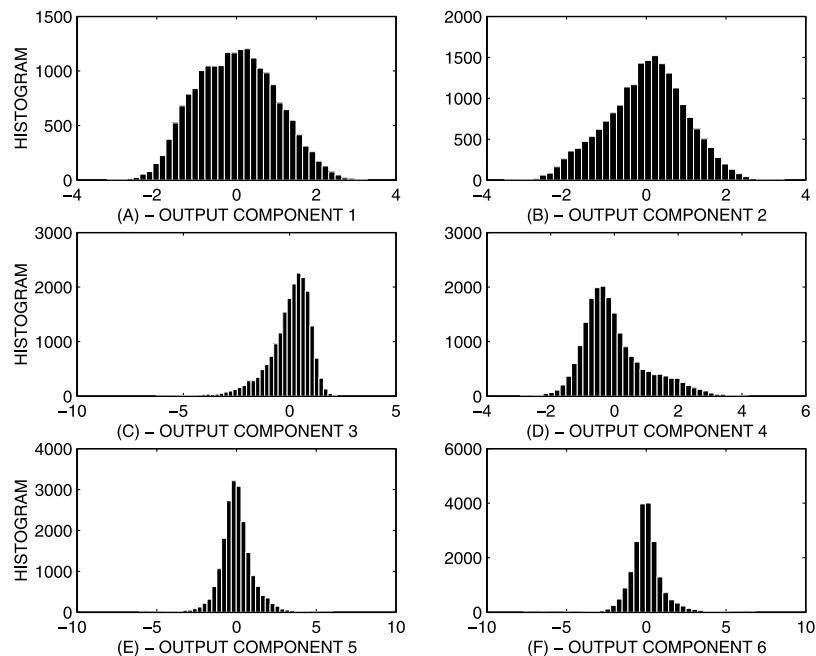 1500
1000
500
0
HISTOGRAM
−4 −2 0 2 4
(A) − OUTPUT COMPONENT 1
2000
1500
1000
500
0
−4 −2 0 2 4
(B) − OUTPUT COMPONENT 2
3000
2000
1000
0
HISTOGRAM
−10 −5 0 5
(C) − OUTPUT COMPONENT 3
3000
2000
1000
0
−4 −2 0 2 4 6
(D) − OUTPUT COMPONENT 4
4000
3000
2000
1000
0
HISTOGRAM
−10 −5 0 5 10
(E) − OUTPUT COMPONENT 5
6000
4000
2000
0
−10 −5 0 5 10
(F) − OUTPUT COMPONENT 6